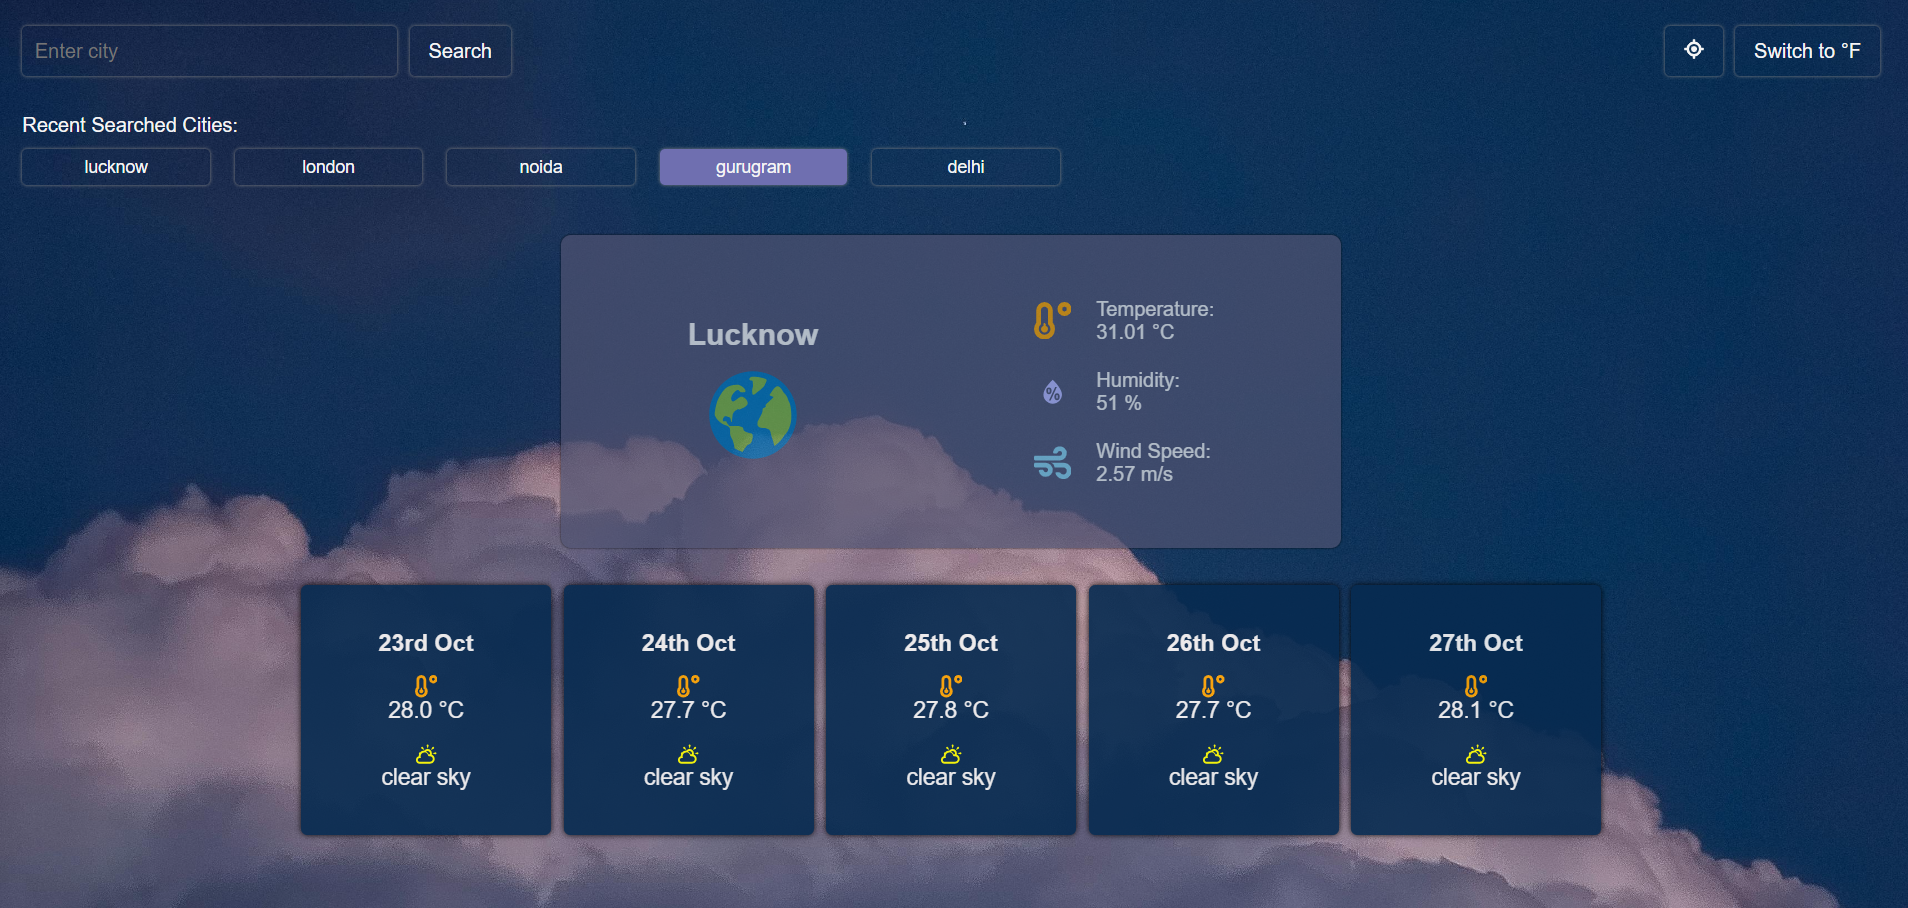 Enter city
Search
Switch to °F
Recent Searched Cities:
lucknow
london
noida
gurugram
delhi
Lucknow
Temperature:
31.01 °C
Humidity:
51 %
Wind Speed:
2.57 m/s
23rd Oct
28.0 °C
clear sky
24th Oct
27.7 °C
clear sky
25th Oct
27.8 °C
clear sky
26th Oct
27.7 °C
clear sky
27th Oct
28.1 °C
clear sky